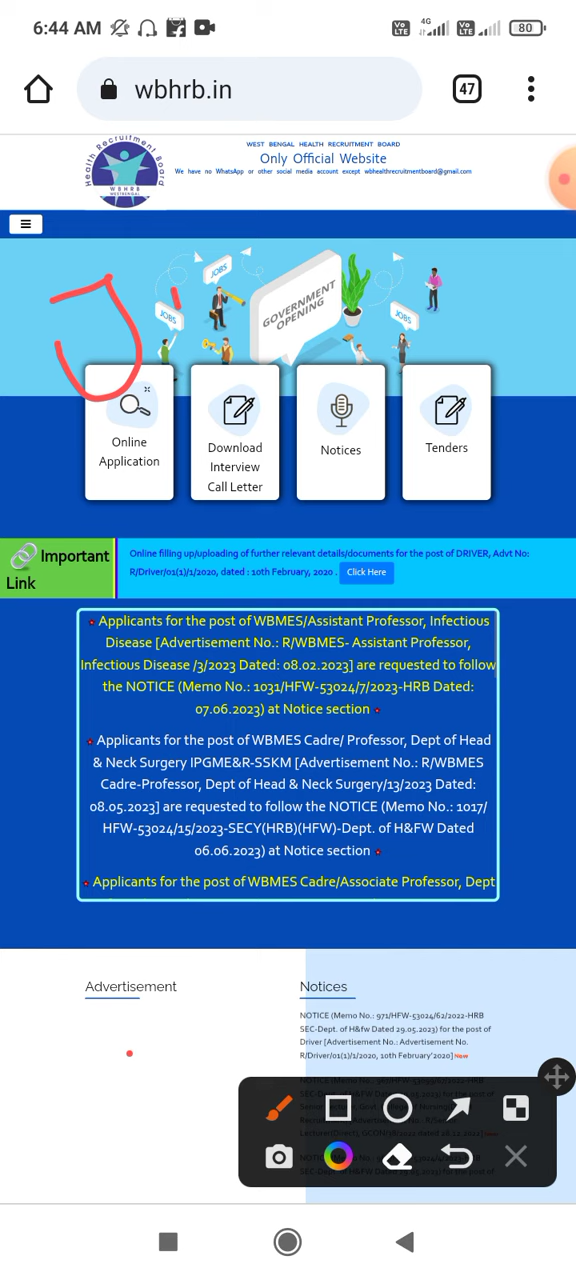 6:44 AM
Vo LTE
4G
Vo LTE
80
wbhrb.in
47
Health Recruitment Board
WBHRB
WEST BENGAL HEALTH RECRUITMENT BOARD
Only Official Website
We have no WhatsApp or other social media account except wbhealthrecruitmentboard@gmail.com
JOBS
JOBS
GOVERNMENT
OPENING
JOBS
Online
Application
Download
Interview
Call Letter
Notices
Tenders
Important
Link
Online filling up/uploading of further relevant details/documents for the post of DRIVER, Advt No:
R/Driver/01(1)/1/2020, dated : 10th February, 2020 . Click Here
Applicants for the post of WBMES/Assistant Professor, Infectious
Disease [Advertisement No.: R/WBMES- Assistant Professor,
Infectious Disease /3/2023 Dated: 08.02.2023] are requested to follow
the NOTICE (Memo No.: 1031/HFW-53024/7/2023-HRB Dated:
07.06.2023) at Notice section
Applicants for the post of WBMES Cadre/ Professor, Dept of Head
& Neck Surgery IPGME&R-SSKM [Advertisement No.: R/WBMES
Cadre-Professor, Dept of Head & Neck Surgery/13/2023 Dated:
08.05.2023] are requested to follow the NOTICE (Memo No.: 1017/
HFW-53024/15/2023-SECY(HRB)(HFW)-Dept. of H&FW Dated
06.06.2023) at Notice section
Applicants for the post of WBMES Cadre/Associate Professor, Dept
Advertisement
Notices
NOTICE (Memo No.: 971/HFW-53024/62/2022-HRB
SEC-Dept. of H&fw Dated 29.05.2023) for the post of
Driver [Advertisement No.: Advertisement No.
R/Driver/01(1)/1/2020, 10th February'2020] New